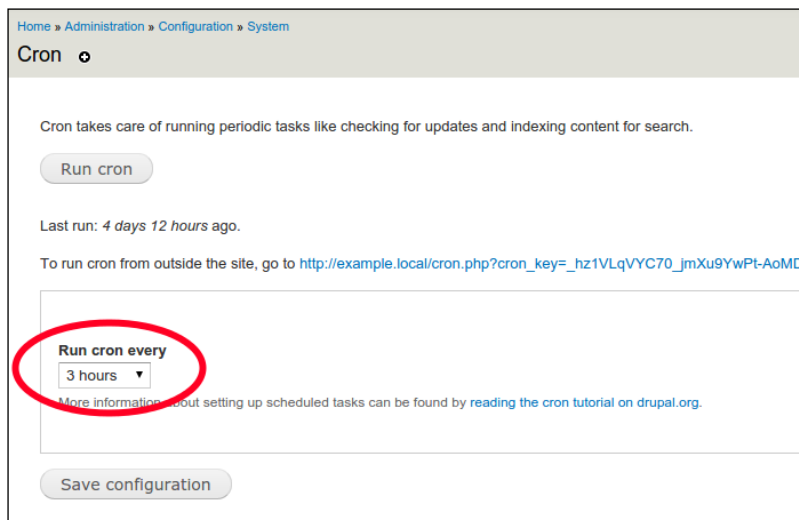 Home » Administration » Configuration » System
Cron
Cron takes care of running periodic tasks like checking for updates and indexing content for search.
Run cron
Last run: 4 days 12 hours ago.
To run cron from outside the site, go to http://example.local/cron.php?cron_key=_hz1VLqVYC70_jmXu9YwPt-AoMD
Run cron every
3 hours
More information about setting up scheduled tasks can be found by reading the cron tutorial on drupal.org.
Save configuration